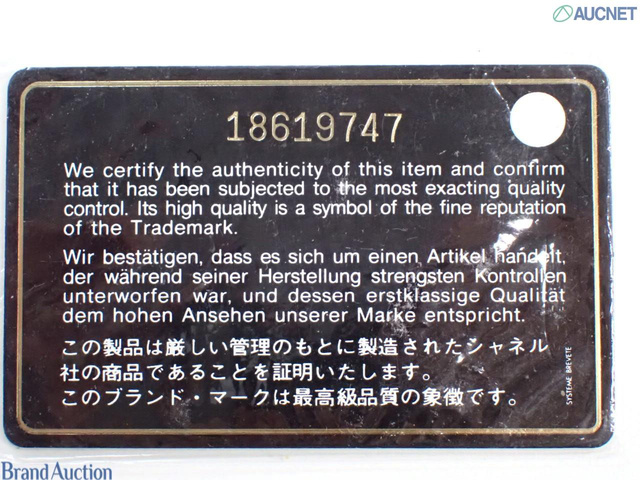 AUCNET
18619747
We certify the authenticity of this item and confirm
that it has been subjected to the most exacting quality
control. Its high quality is a symbol of the fine reputation
of the Trademark.
Wir bestätigen, dass es sich um einen Artikel handelt,
der während seiner Herstellung strengsten Kontrollen
unterworfen war, und dessen erstklassige Qualität
dem hohen Ansehen unserer Marke entspricht.
この製品は厳しい管理のもとに製造されたシャネル
社の商品であることを証明いたします。
このブランド・マークは最高級品質の象徴です。
SYSTEME BREVETE
Brand Auction